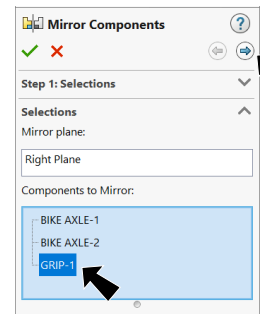 Mirror Components
?
Step 1: Selections
Selections
Mirror plane:
Right Plane
Components to Mirror:
BIKE AXLE-1
BIKE AXLE-2
GRIP-1